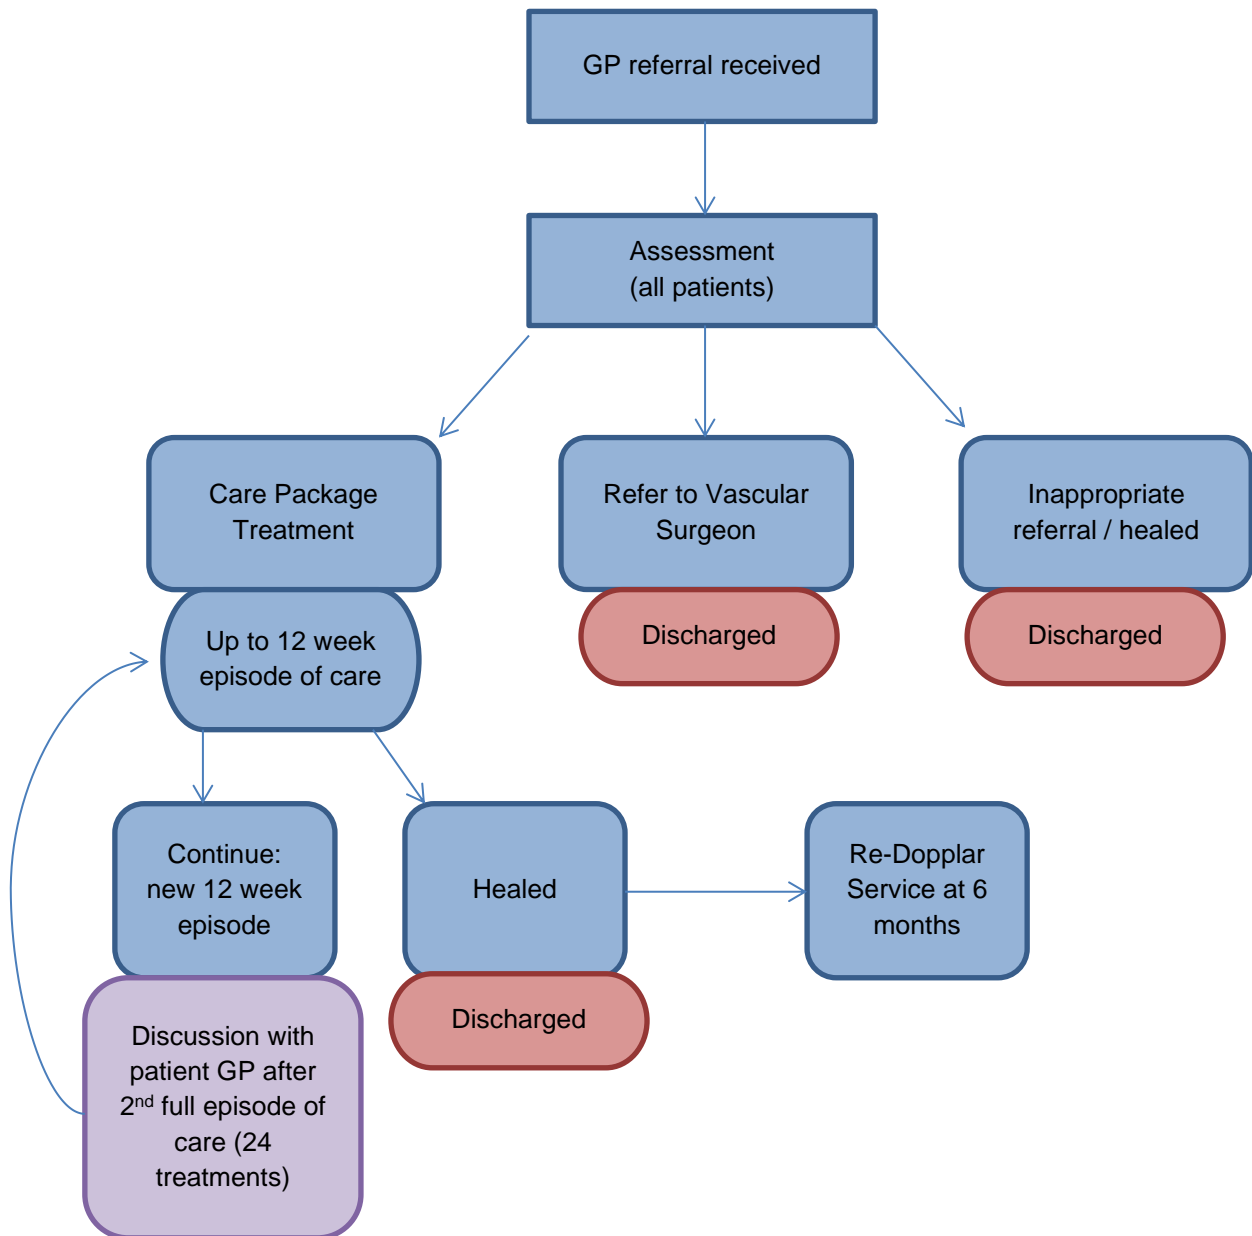 GP referral received
Assessment
(all patients)
Care Package
Treatment
Refer to Vascular
Surgeon
Inappropriate
referral / healed
Up to 12 week
episode of care
Discharged
Discharged
Continue:
new 12 week
episode
Healed
Re-Dopplar
Service at 6
months
Discussion with
patient GP after
2nd full episode of
care (24
treatments)
Discharged